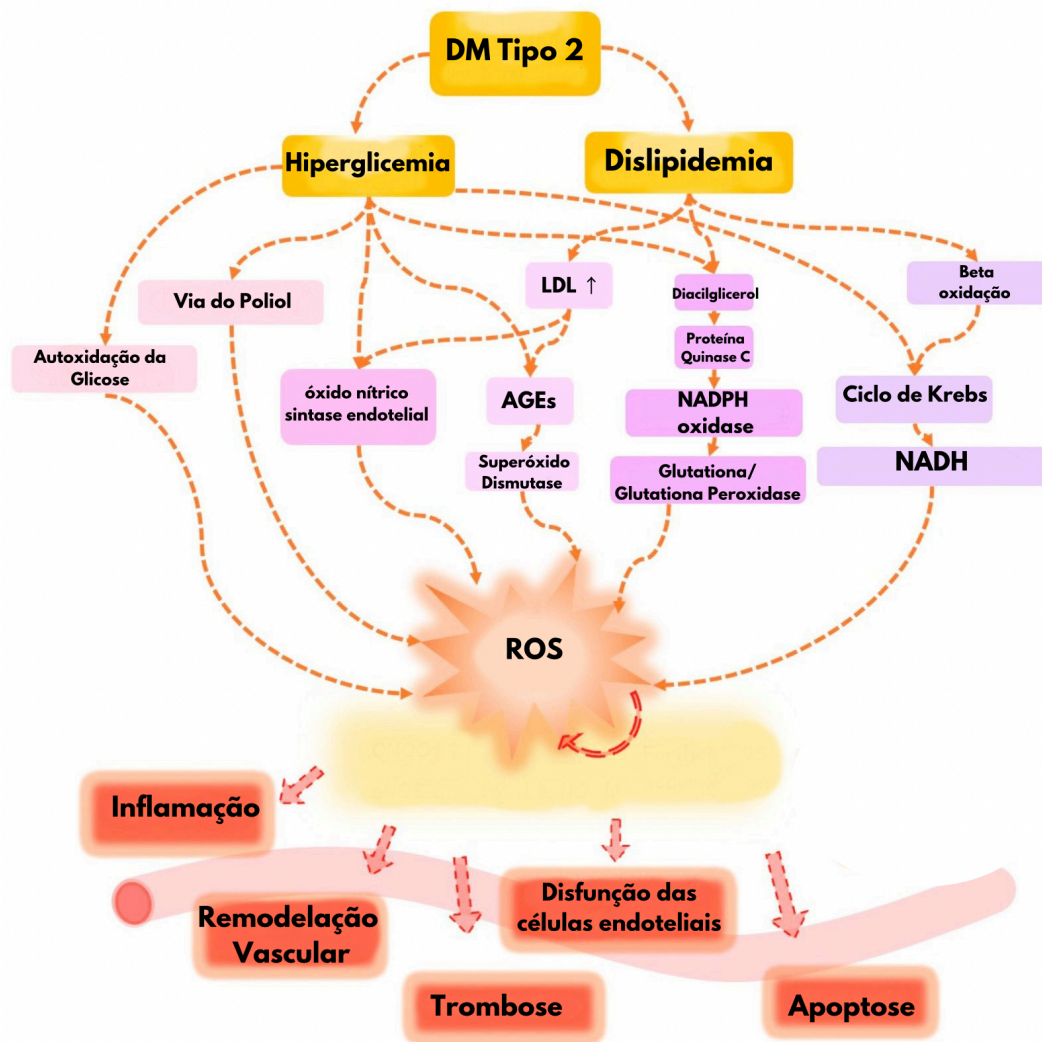 DM Tipo 2
Hiperglicemia
Dislipidemia
LDL ↑
Diacilglicerol
Beta
oxidação
Via do Poliol
Proteína
Quinase C
Autoxidação da
Glicose
óxido nítrico
sintase endotelial
AGEs
NADPH
oxidase
Ciclo de Krebs
Superóxido
Dismutase
Glutationa/
Glutationa Peroxidase
NADH
ROS
Inflamação
Remodelação
Vascular
Disfunção das
células endoteliais
Trombose
Apoptose